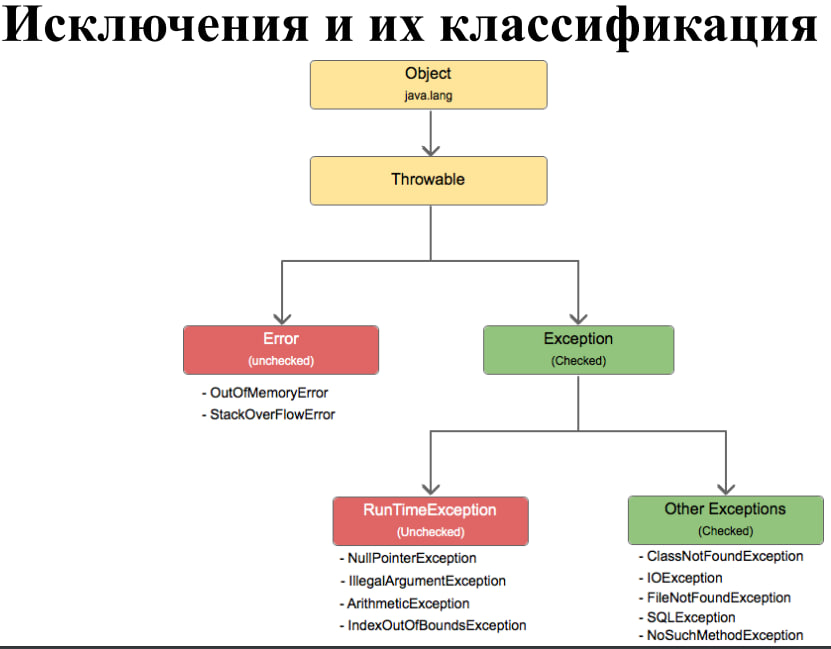 Исключения и их классификация
Object
java.lang
Throwable
Error
(unchecked)
- OutOfMemoryError
- StackOverFlowError
Exception
(Checked)
RunTimeException
(Unchecked)
- NullPointerException
- IllegalArgumentException
- ArithmeticException
- IndexOutOfBoundsException
Other Exceptions
(Checked)
- ClassNotFoundException
- IOException
- FileNotFoundException
- SQLException
- NoSuchMethodException